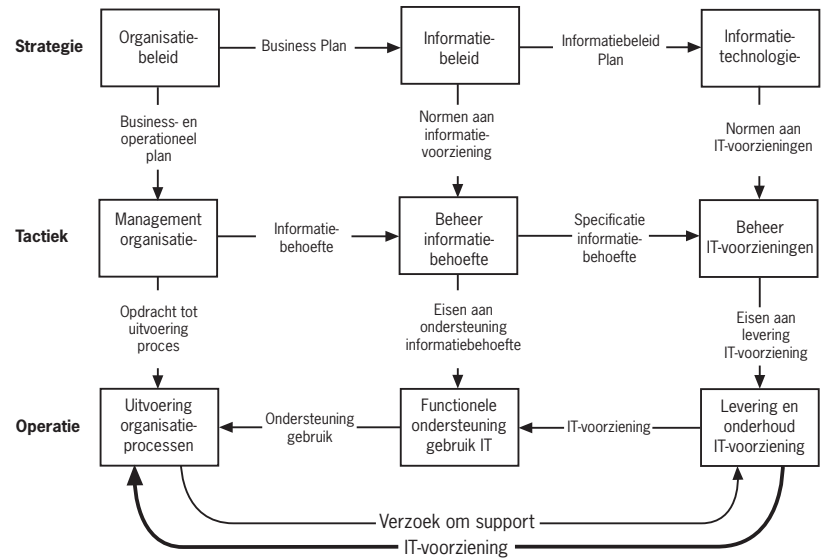 Strategie
Organisatie-
beleid
Business Plan
Informatie-
beleid
Informatiebeleid
Plan
Informatie-
technologie-
Business- en
operationeel
plan
Normen aan
informatie-
voorziening
Normen aan
IT-voorzieningen
Tactiek
Management
organisatie-
Informatie-
behoefte
Beheer
informatie-
behoefte
Specificatie
informatie-
behoefte
Beheer
IT-voorzieningen
Opdracht tot
uitvoering
proces
Eisen aan
ondersteuning
informatiebehoefte
Eisen aan
levering
IT-voorziening
Operatie
Uitvoering
organisatie-
processen
Ondersteuning
gebruik
Functionele
ondersteuning
gebruik IT
IT-voorziening
Levering en
onderhoud
IT-voorziening
Verzoek om support
IT-voorziening